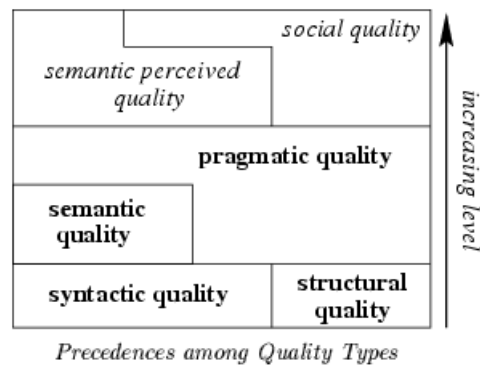 social quality
semantic perceived
quality
pragmatic quality
semantic
quality
syntactic quality
structural
quality
increasing level
Precedences among Quality Types